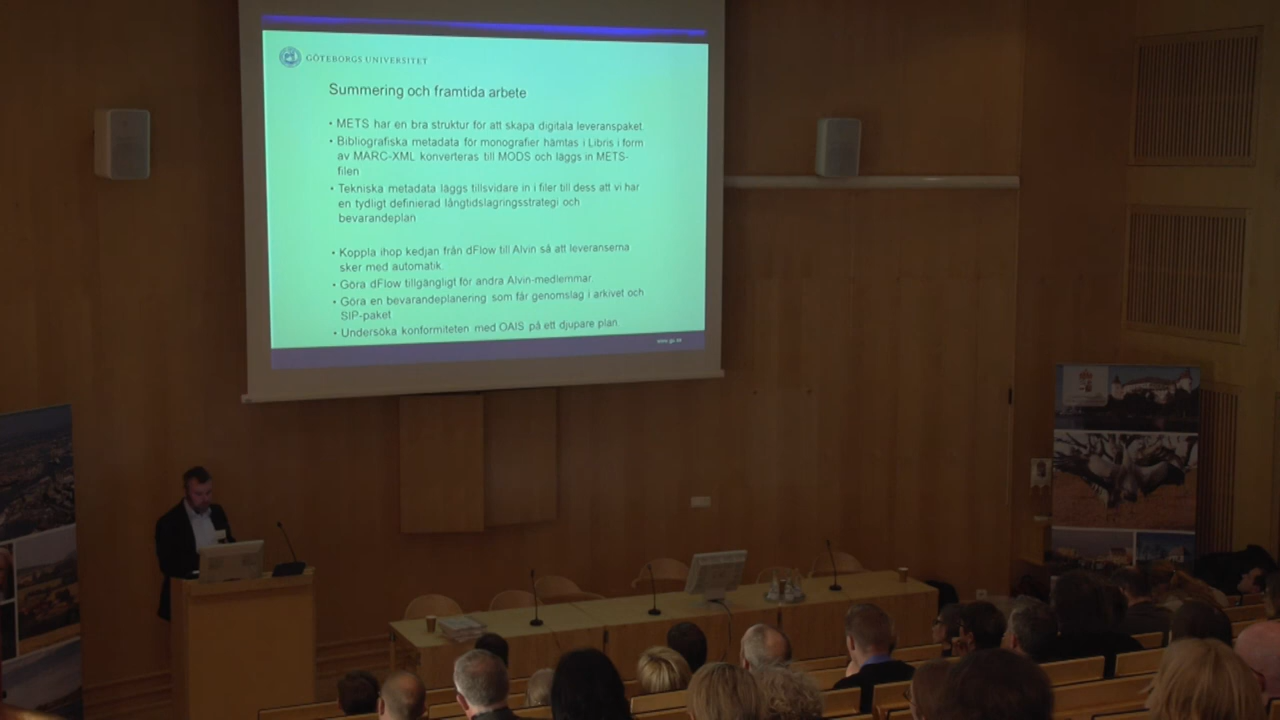 GÖTEBORGS UNIVERSITET
Summering och framtida arbete
• METS har en bra struktur för att skapa digitala leveranspaket.
• Bibliografiska metadata för monografier hämtas i Libris i form
av MARC-XML konverteras till MODS och läggs in METS-
filen
• Tekniska metadata läggs tillsvidare in i filer till dess att vi har
en tydligt definierad långtidslagringsstrategi och
bevarandeplan
• Koppla ihop kedjan från dFlow till Alvin så att leveranserna
sker med automatik.
• Göra dFlow tillgängligt för andra Alvin-medlemmar.
• Göra en bevarandeplanering som får genomslag i arkivet och
SIP-paket
• Undersöka konformiteten med OAIS på ett djupare plan.
www.gu.se